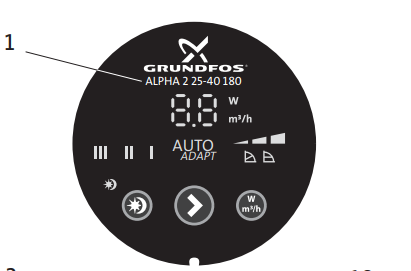 1
GRUNDFOS
ALPHA 2 25-40 180
8.8 W
m³/h
III II I AUTO
ADAPT
W
m³/h